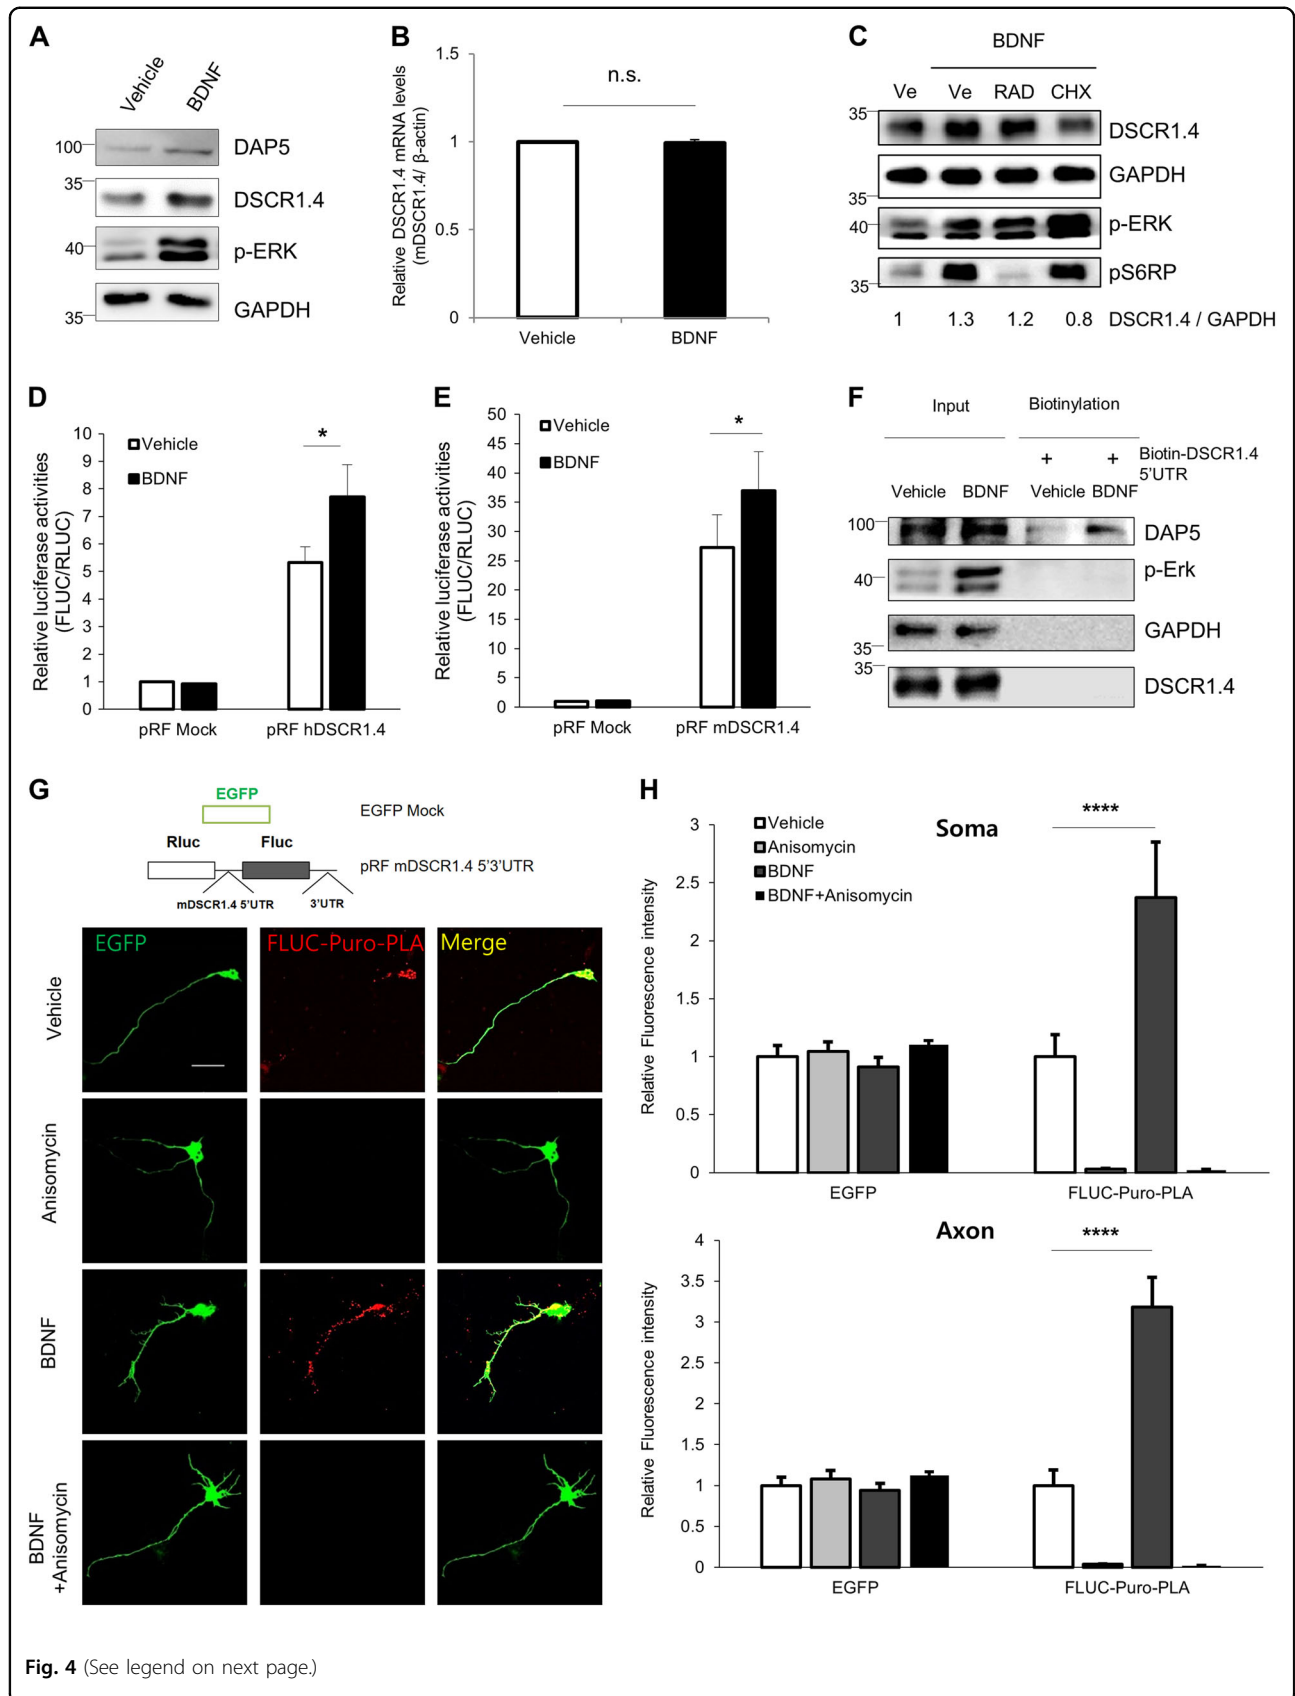 A
Vehicle
BDNF
100
DAP5
35
DSCR1.4
40
p-ERK
35
GAPDH
B
Relative DSCR1.4 mRNA levels
(mDSCR1.4/ β-actin)
1.5
1
0.5
0
n.s.
Vehicle
BDNF
C
BDNF
Ve Ve RAD CHX
35
DSCR1.4
GAPDH
35
40
p-ERK
pS6RP
35
1 1.3 1.2 0.8 DSCR1.4 / GAPDH
D
Relative luciferase activities
(FLUC/RLUC)
10
9
8
7
6
5
4
3
2
1
0
Vehicle
BDNF
*
pRF Mock
pRF hDSCR1.4
E
Relative luciferase activities
(FLUC/RLUC)
50
45
40
35
30
25
20
15
10
5
0
Vehicle
BDNF
*
pRF Mock
pRF mDSCR1.4
F
Input Biotinylation
+ + Biotin-DSCR1.4
5'UTR
Vehicle BDNF Vehicle BDNF
100
DAP5
40
p-Erk
GAPDH
35
35
DSCR1.4
G
EGFP
EGFP Mock
Rluc Fluc
pRF mDSCR1.4 5'3'UTR
mDSCR1.4 5'UTR 3'UTR
EGFP FLUC-Puro-PLA Merge
Vehicle
Anisomycin
BDNF
BDNF
+Anisomycin
H
Soma
Relative Fluorescence intensity
3
2.5
2
1.5
1
0.5
0
Vehicle
Anisomycin
BDNF
BDNF+Anisomycin
****
EGFP
FLUC-Puro-PLA
Axon
Relative Fluorescence intensity
4
3.5
3
2.5
2
1.5
1
0.5
0
****
EGFP
FLUC-Puro-PLA
Fig. 4 (See legend on next page.)